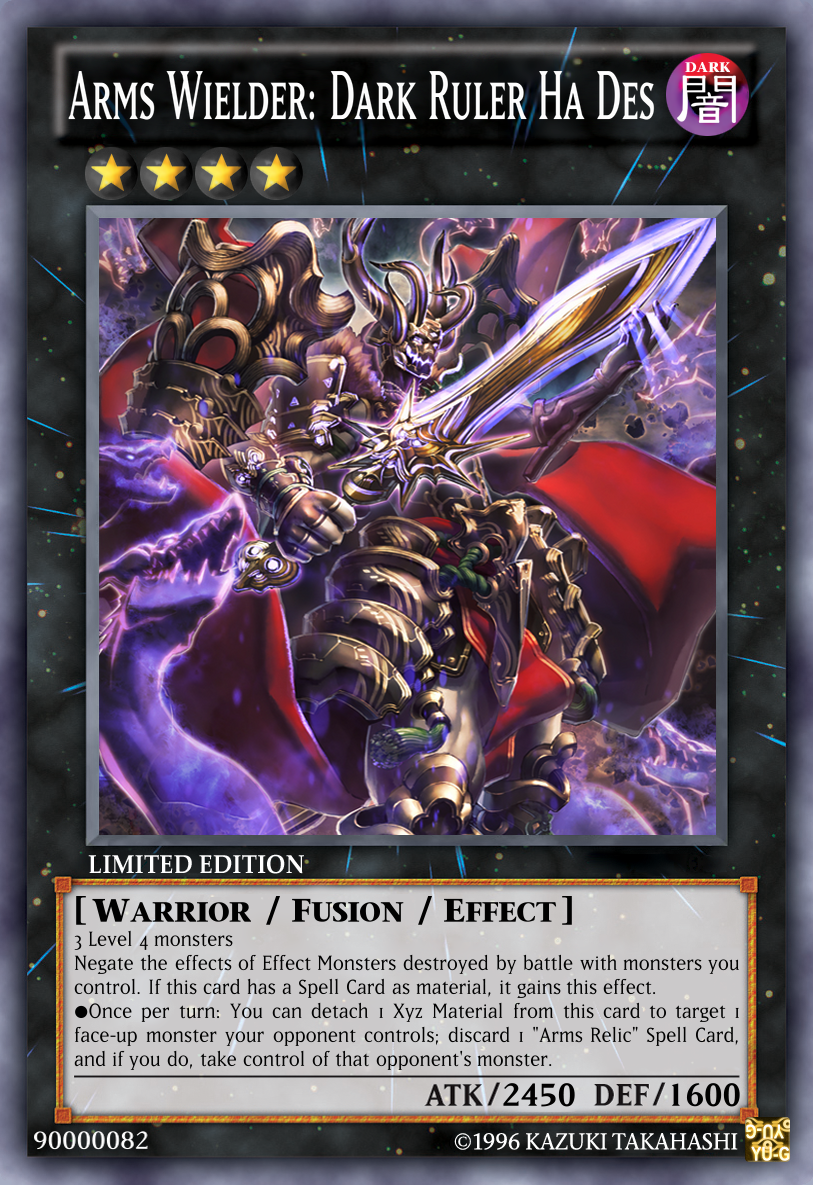 ARMS WIELDER: DARK RULER HA DES
DARK
闇
LIMITED EDITION
[ WARRIOR / FUSION / EFFECT ]
3 Level 4 monsters
Negate the effects of Effect Monsters destroyed by battle with monsters you
control. If this card has a Spell Card as material, it gains this effect.
●Once per turn: You can detach 1 Xyz Material from this card to target 1
face-up monster your opponent controls; discard 1 "Arms Relic" Spell Card,
and if you do, take control of that opponent's monster.
ATK/2450 DEF/1600
90000082
©1996 KAZUKI TAKAHASHI